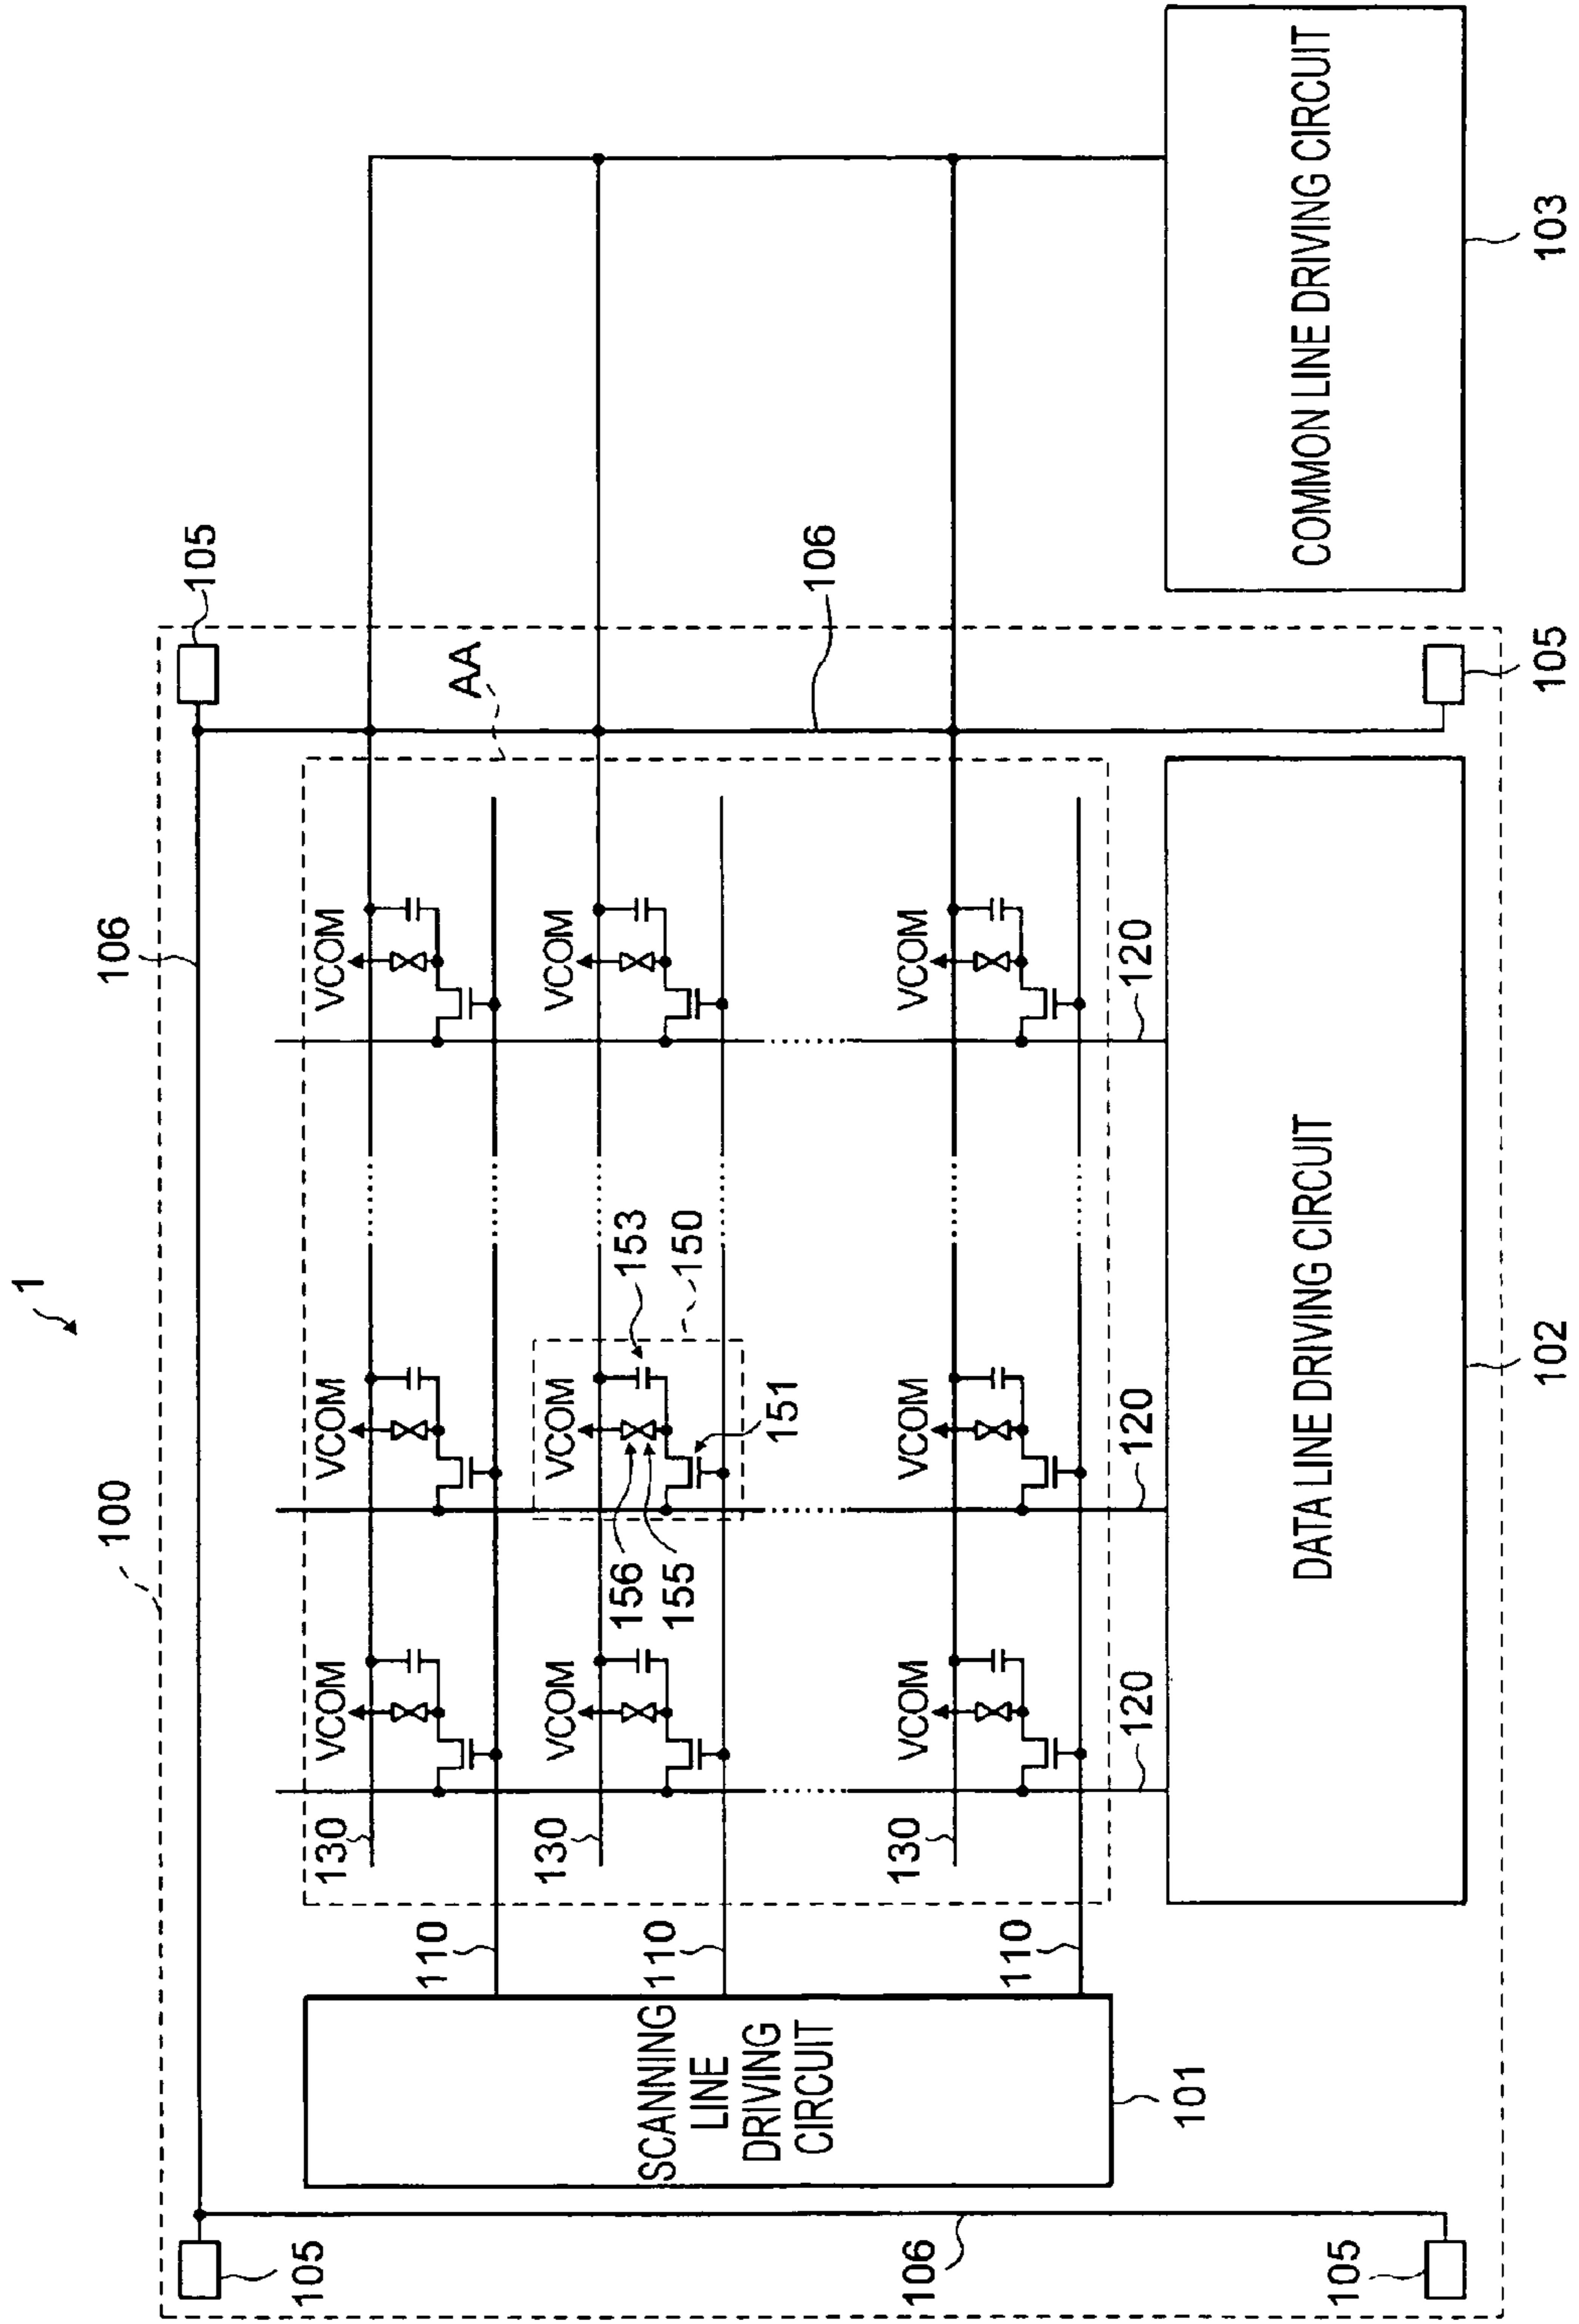 1
100
106
105
105
130
VCOM
VCOM
VCOM
110
AA
130
VCOM
VCOM
VCOM
156
153
155
150
110
SCANNING
LINE
DRIVING
CIRCUIT
151
106
106
130
VCOM
VCOM
VCOM
110
120
120
120
101
DATA LINE DRIVING CIRCUIT
COMMON LINE DRIVING CIRCUIT
105
102
105
103